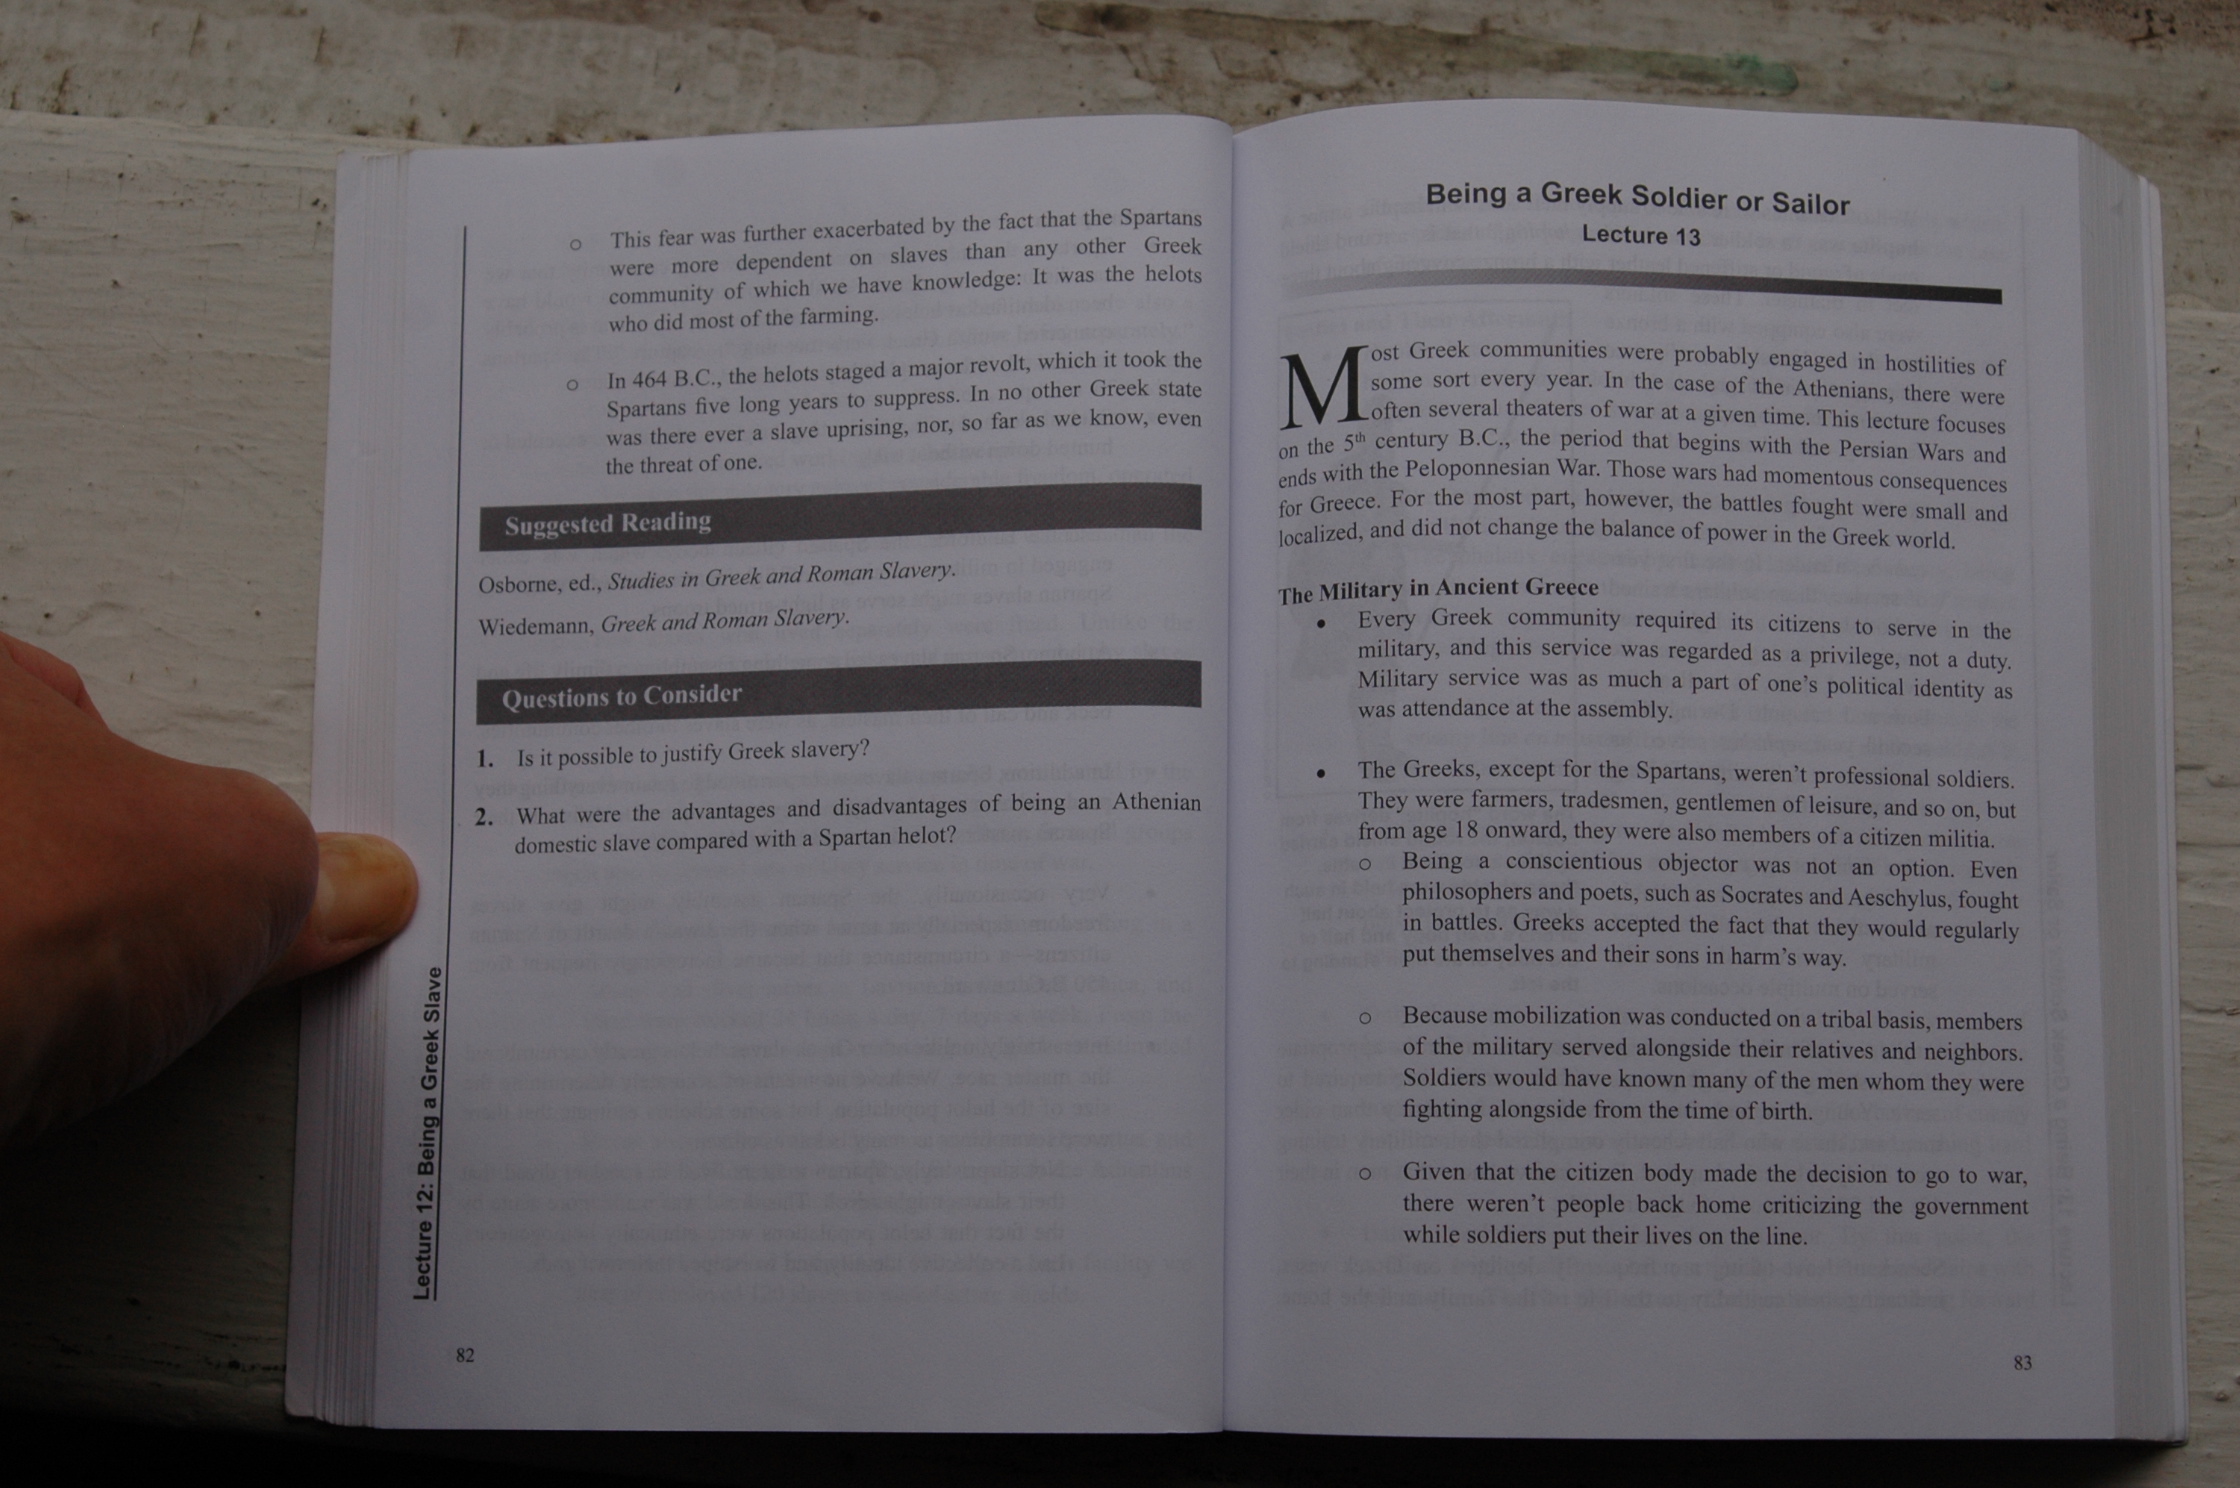 ○ This fear was further exacerbated by the fact that the Spartans
were more dependent on slaves than any other Greek
community of which we have knowledge: It was the helots
who did most of the farming.
○ In 464 B.C., the helots staged a major revolt, which it took the
Spartans five long years to suppress. In no other Greek state
was there ever a slave uprising, nor, so far as we know, even
the threat of one.
Suggested Reading
Osborne, ed., Studies in Greek and Roman Slavery.
Wiedemann, Greek and Roman Slavery.
Questions to Consider
1. Is it possible to justify Greek slavery?
2. What were the advantages and disadvantages of being an Athenian
domestic slave compared with a Spartan helot?
Lecture 12: Being a Greek Slave
82
Being a Greek Soldier or Sailor
Lecture 13
Most Greek communities were probably engaged in hostilities of
some sort every year. In the case of the Athenians, there were
often several theaters of war at a given time. This lecture focuses
on the 5th century B.C., the period that begins with the Persian Wars and
ends with the Peloponnesian War. Those wars had momentous consequences
for Greece. For the most part, however, the battles fought were small and
localized, and did not change the balance of power in the Greek world.
The Military in Ancient Greece
• Every Greek community required its citizens to serve in the
military, and this service was regarded as a privilege, not a duty.
Military service was as much a part of one's political identity as
was attendance at the assembly.
• The Greeks, except for the Spartans, weren't professional soldiers.
They were farmers, tradesmen, gentlemen of leisure, and so on, but
from age 18 onward, they were also members of a citizen militia.
○ Being a conscientious objector was not an option. Even
philosophers and poets, such as Socrates and Aeschylus, fought
in battles. Greeks accepted the fact that they would regularly
put themselves and their sons in harm's way.
○ Because mobilization was conducted on a tribal basis, members
of the military served alongside their relatives and neighbors.
Soldiers would have known many of the men whom they were
fighting alongside from the time of birth.
○ Given that the citizen body made the decision to go to war,
there weren't people back home criticizing the government
while soldiers put their lives on the line.
83